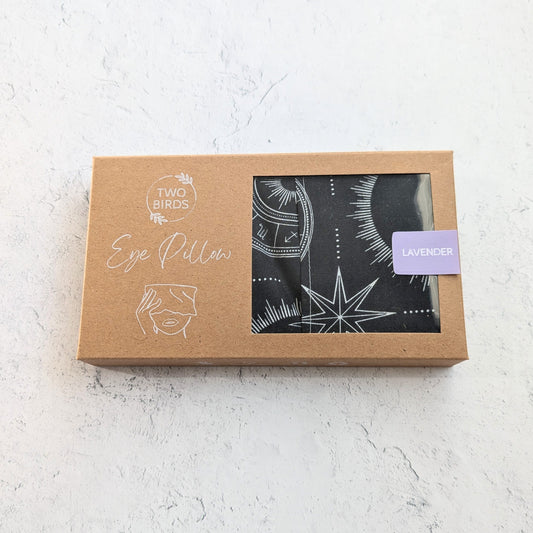 TWO
BIRDS
Eye Pillow
LAVENDER